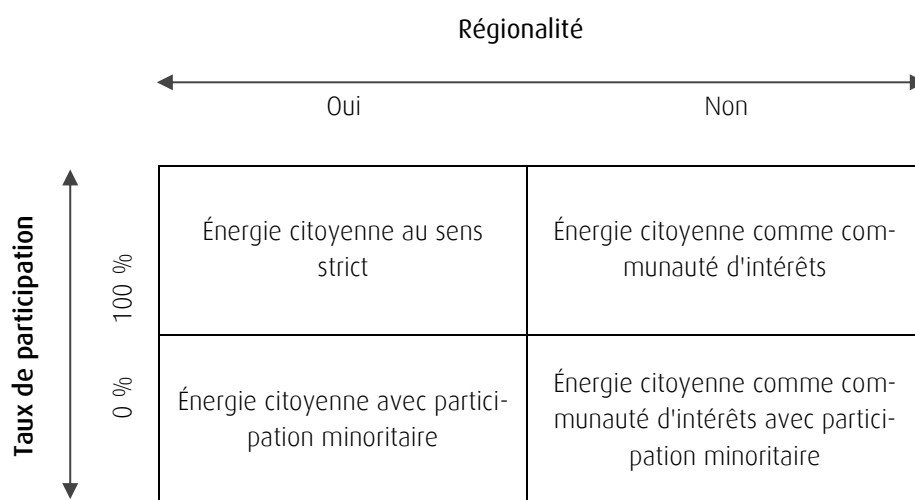 Régionalité
Oui
Non
Taux de participation
100 %
Énergie citoyenne au sens
strict
Énergie citoyenne comme com-
munauté d'intérêts
0 %
Énergie citoyenne avec partici-
pation minoritaire
Énergie citoyenne comme com-
munauté d'intérêts avec partici-
pation minoritaire